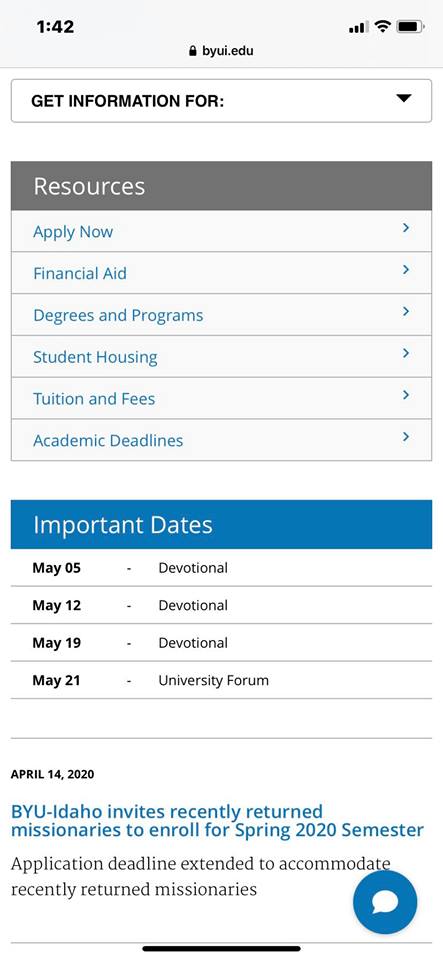 1:42
byui.edu
GET INFORMATION FOR:
Resources
Apply Now
Financial Aid
Degrees and Programs
Student Housing
Tuition and Fees
Academic Deadlines
Important Dates
May 05 - Devotional
May 12 - Devotional
May 19 - Devotional
May 21 - University Forum
APRIL 14, 2020
BYU-Idaho invites recently returned
missionaries to enroll for Spring 2020 Semester
Application deadline extended to accommodate
recently returned missionaries